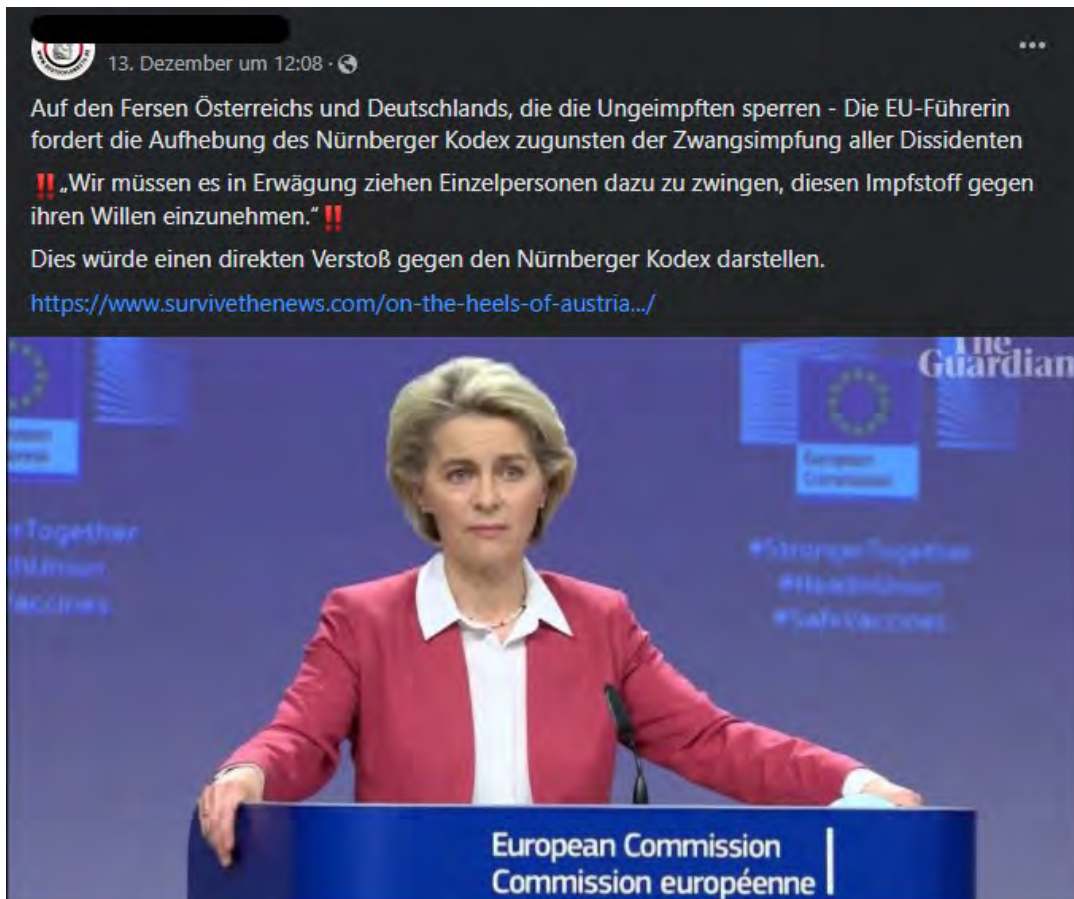 13. Dezember um 12:08 ·
Auf den Fersen Österreichs und Deutschlands, die die Ungeimpften sperren - Die EU-Führerin
fordert die Aufhebung des Nürnberger Kodex zugunsten der Zwangsimpfung aller Dissidenten
‼️„Wir müssen es in Erwägung ziehen Einzelpersonen dazu zu zwingen, diesen Impfstoff gegen
ihren Willen einzunehmen.“‼️
Dies würde einen direkten Verstoß gegen den Nürnberger Kodex darstellen.
https://www.survivethenews.com/on-the-heels-of-austria.../
The
Guardian
European
Commission
rTogether
#StrongerTogether
#HealthUnion
Vaccines
#SafeVaccines
European Commission
Commission européenne